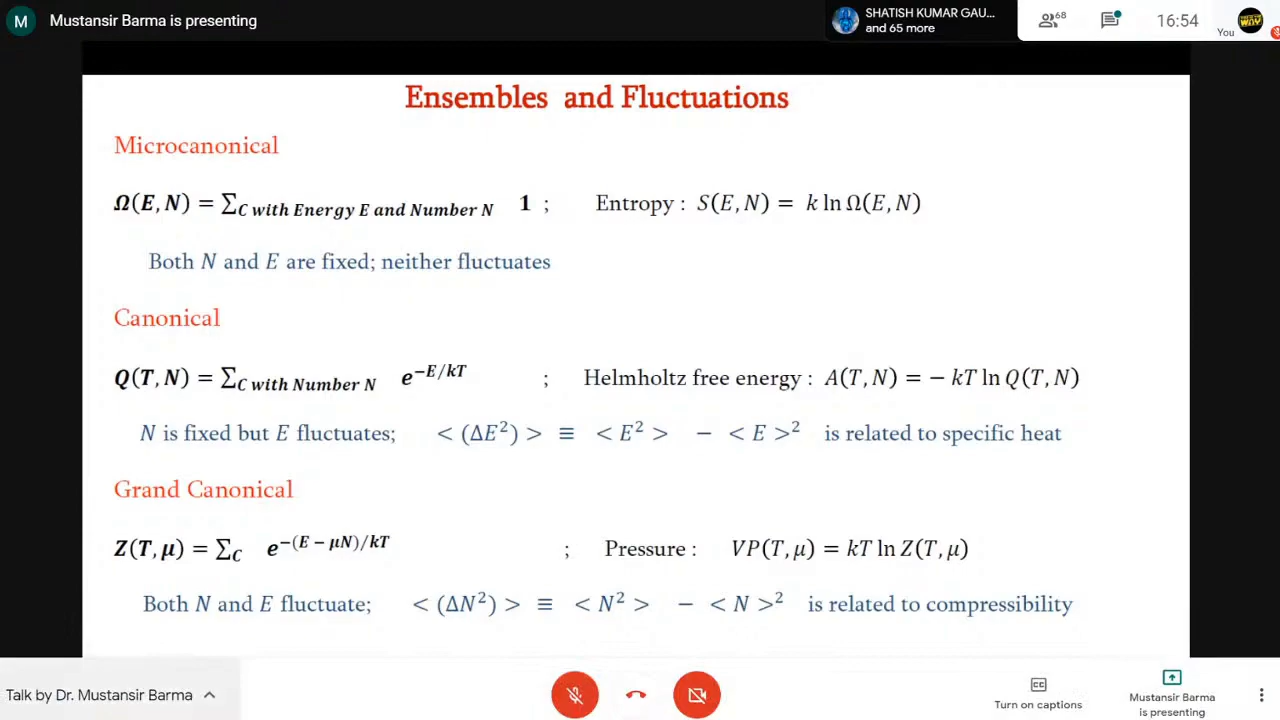 M Mustansir Barma is presenting
SHATISH KUMAR GAU...
and 65 more
68
16:54
You
Ensembles and Fluctuations
Microcanonical
Ω(E, N) = ∑C with Energy E and Number N 1 ; Entropy : S(E, N) = k ln Ω(E, N)
Both N and E are fixed; neither fluctuates
Canonical
Q(T, N) = ∑C with Number N e^−E/kT ; Helmholtz free energy : A(T, N) = − kT ln Q(T, N)
N is fixed but E fluctuates; < (ΔE²) > ≡ < E² > − < E >² is related to specific heat
Grand Canonical
Z(T, μ) = ∑C e^−(E − μN)/kT ; Pressure : VP(T, μ) = kT ln Z(T, μ)
Both N and E fluctuate; < (ΔN²) > ≡ < N² > − < N >² is related to compressibility
Talk by Dr. Mustansir Barma
CC
Turn on captions
Mustansir Barma
is presenting